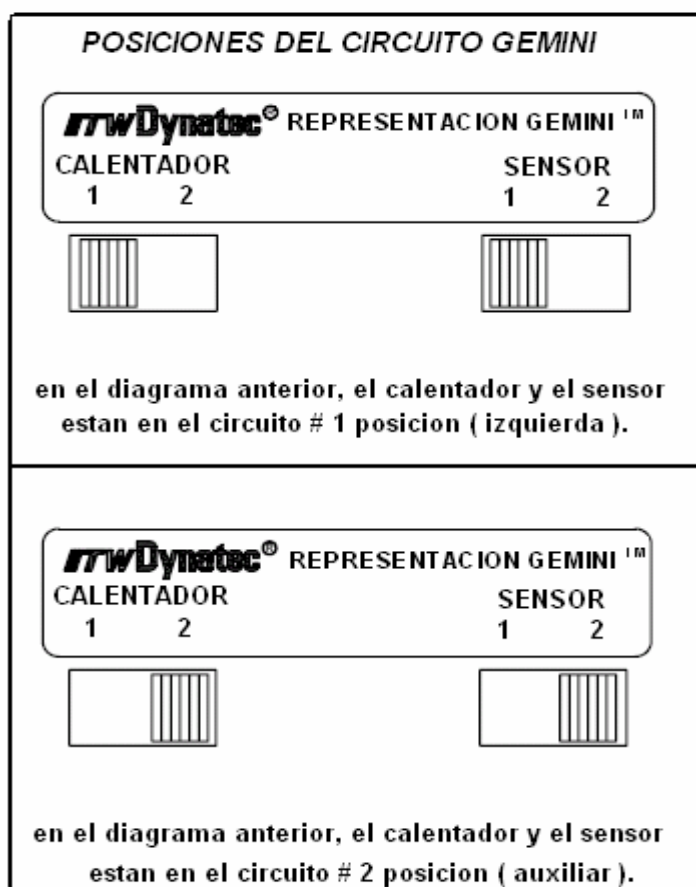 POSICIONES DEL CIRCUITO GEMINI
ITW Dynatec® REPRESENTACION GEMINI ™
CALENTADOR SENSOR
1 2 1 2
en el diagrama anterior, el calentador y el sensor
estan en el circuito # 1 posicion ( izquierda ).
ITW Dynatec® REPRESENTACION GEMINI ™
CALENTADOR SENSOR
1 2 1 2
en el diagrama anterior, el calentador y el sensor
estan en el circuito # 2 posicion ( auxiliar ).